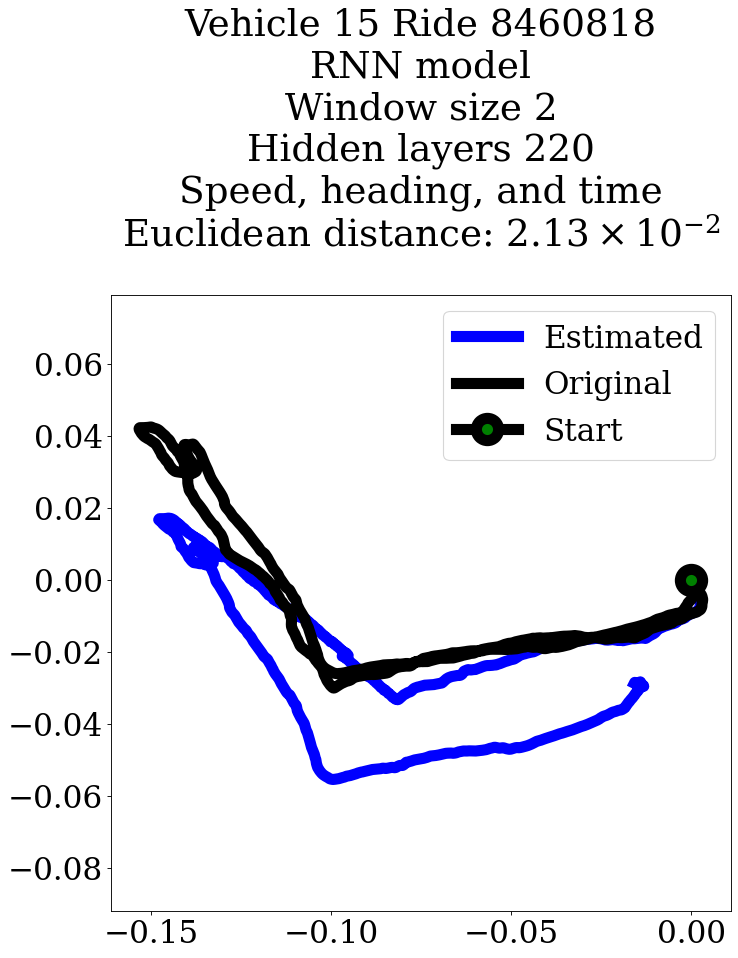 Vehicle 15 Ride 8460818
RNN model
Window size 2
Hidden layers 220
Speed, heading, and time
Euclidean distance: 2.13 × 10⁻²
Estimated
Original
Start
0.06
0.04
0.02
0.00
−0.02
−0.04
−0.06
−0.08
−0.15 −0.10 −0.05 0.00